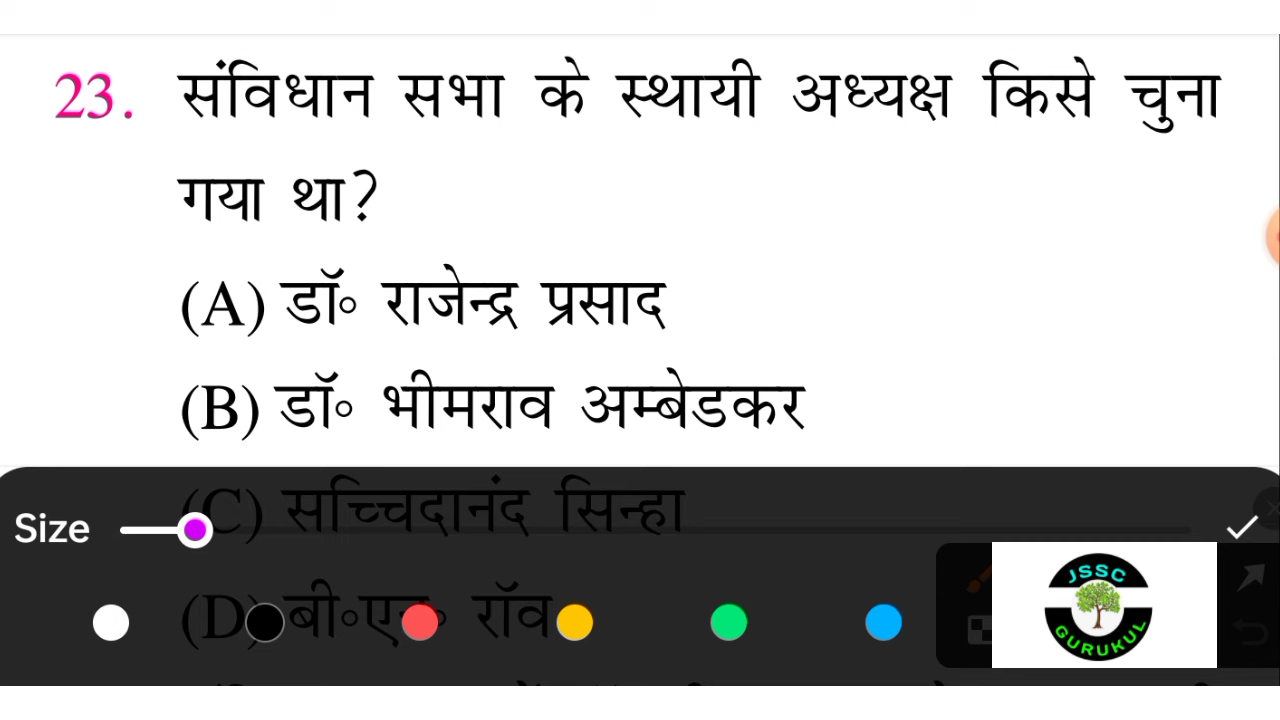 23. संविधान सभा के स्थायी अध्यक्ष किसे चुना
गया था?
(A) डॉ॰ राजेन्द्र प्रसाद
(B) डॉ॰ भीमराव अम्बेडकर
(C) सच्चिदानंद सिन्हा
Size
(D) बी॰एन॰ रॉव
JSSC
GURUKUL